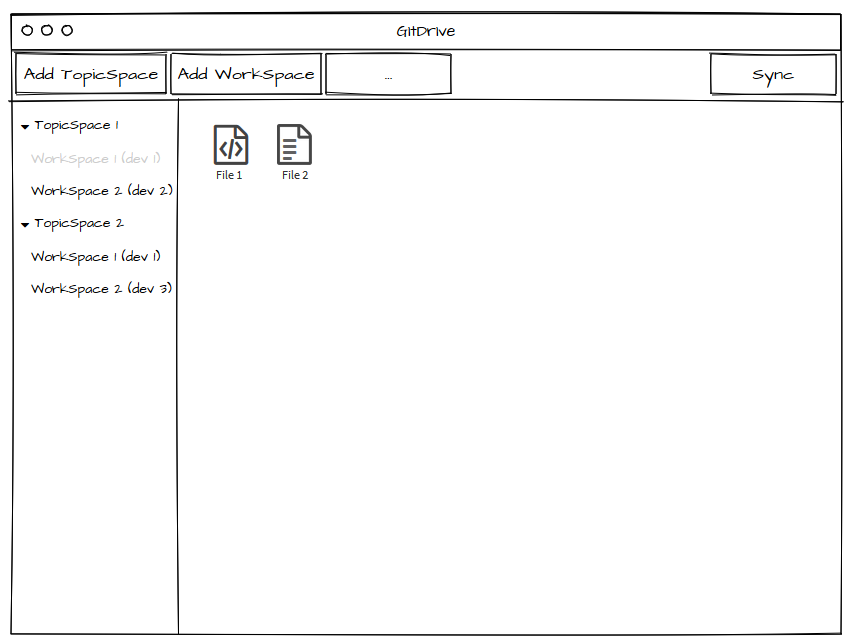 GitDrive
Add TopicSpace Add WorkSpace ... Sync
TopicSpace 1
WorkSpace 1 (dev 1)
WorkSpace 2 (dev 2)
TopicSpace 2
WorkSpace 1 (dev 1)
WorkSpace 2 (dev 3)
File 1 File 2